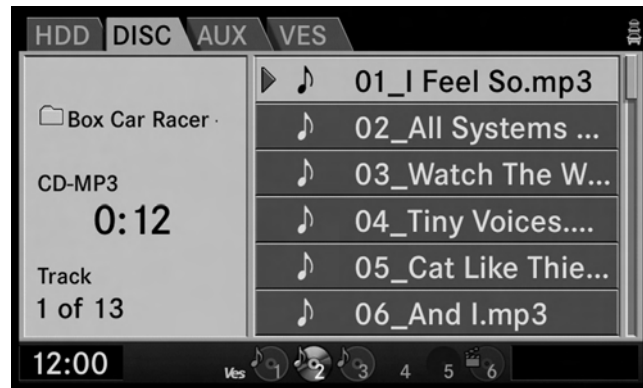 HDD DISC AUX VES
Box Car Racer
CD-MP3
0:12
Track
1 of 13
01_I Feel So.mp3
02_All Systems ...
03_Watch The W...
04_Tiny Voices....
05_Cat Like Thie...
06_And I.mp3
12:00 Ves 1 2 3 4 5 6